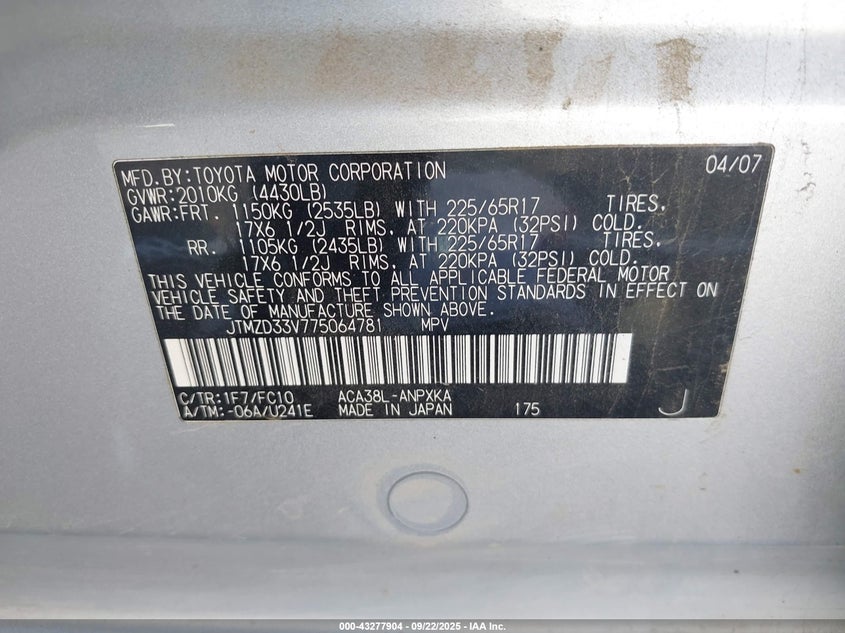 MFD.BY:TOYOTA MOTOR CORPORATION 04/07
GVWR:2010KG (4430LB)
GAWR:FRT. 1150KG (2535LB) WITH 225/65R17 TIRES,
17X6 1/2J RIMS, AT 220KPA (32PSI) COLD.
RR. 1105KG (2435LB) WITH 225/65R17 TIRES,
17X6 1/2J RIMS, AT 220KPA (32PSI) COLD.
THIS VEHICLE CONFORMS TO ALL APPLICABLE FEDERAL MOTOR
VEHICLE SAFETY AND THEFT PREVENTION STANDARDS IN EFFECT ON
THE DATE OF MANUFACTURE SHOWN ABOVE.
JTMZD33V775064781 MPV
C/TR:1F7/FC10 ACA38L-ANPXKA
A/TM:-06A/U241E MADE IN JAPAN 175 J
000-43277904 - 09/22/2025 - IAA Inc.